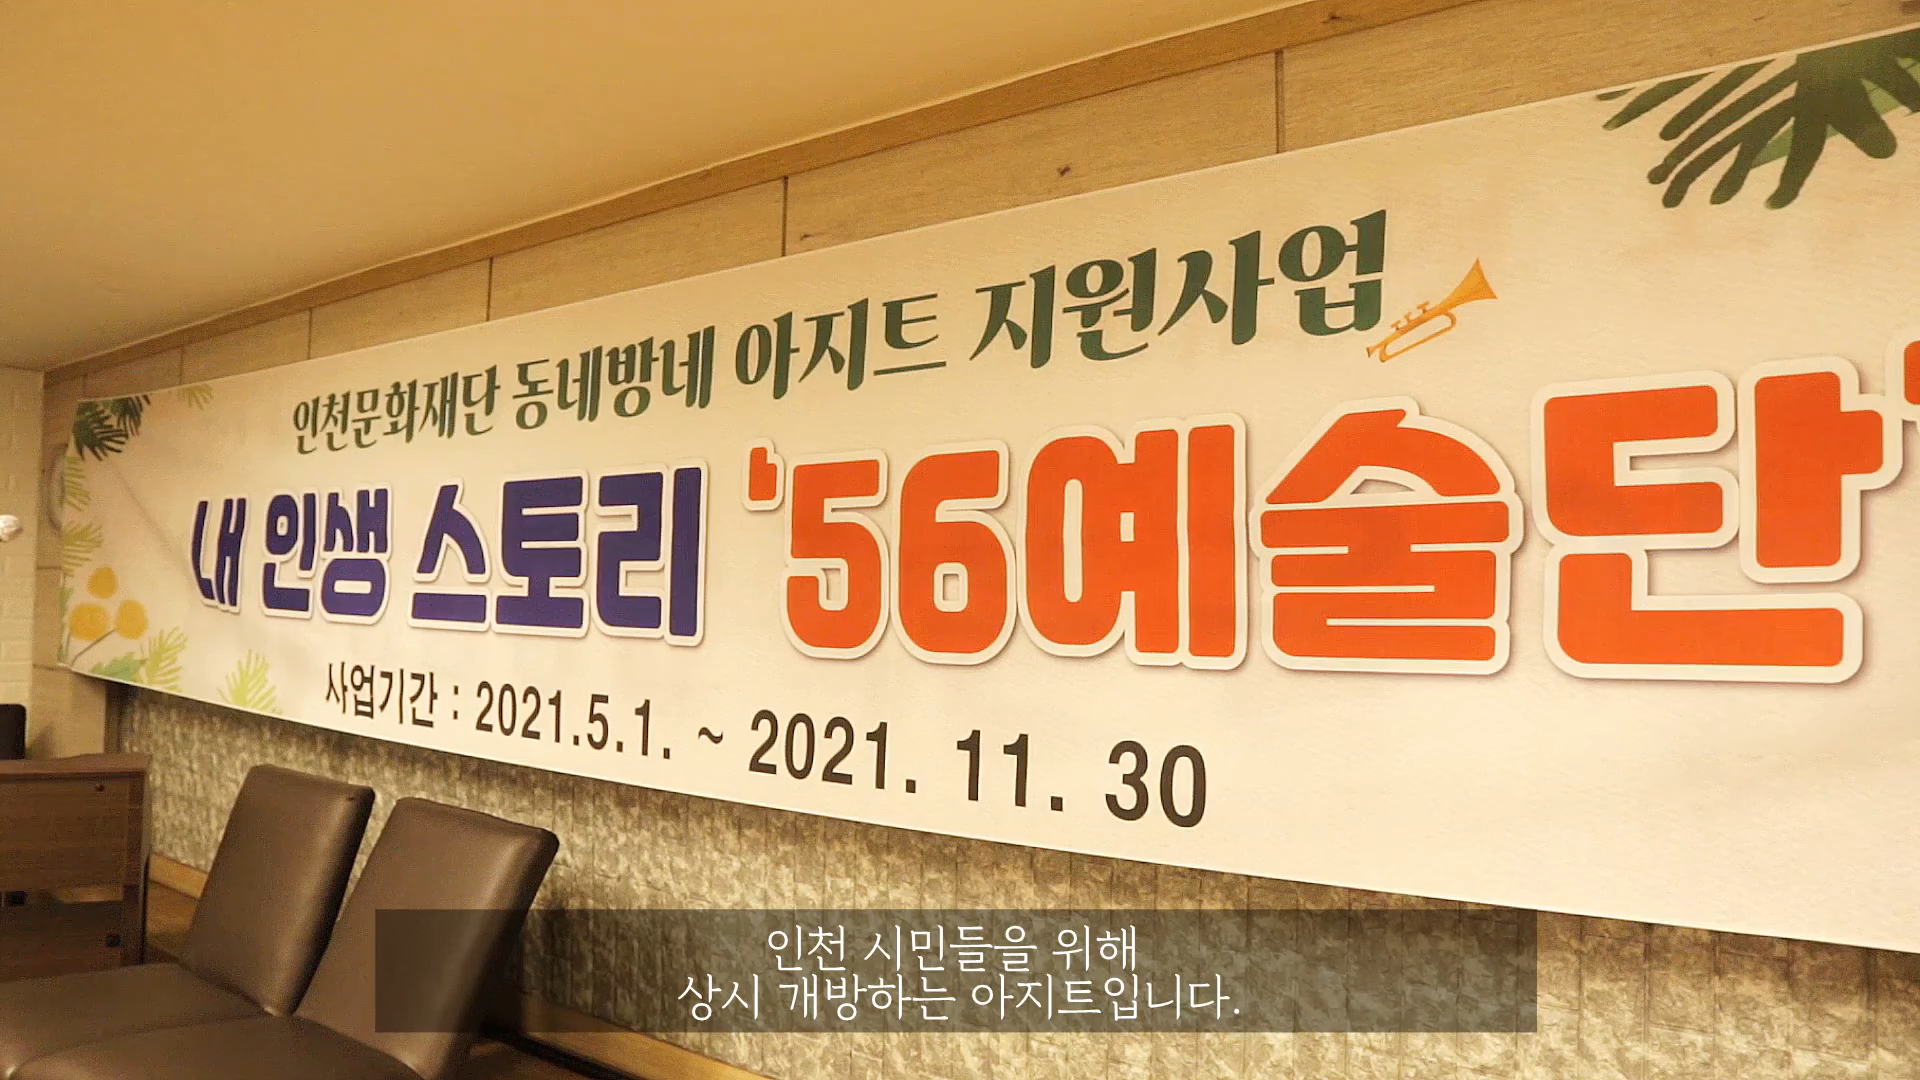 인천문화재단 동네방네 아지트 지원사업
내 인생 스토리 '56예술단'
사업기간 : 2021.5.1. ~ 2021. 11. 30
인천 시민들을 위해
상시 개방하는 아지트입니다.